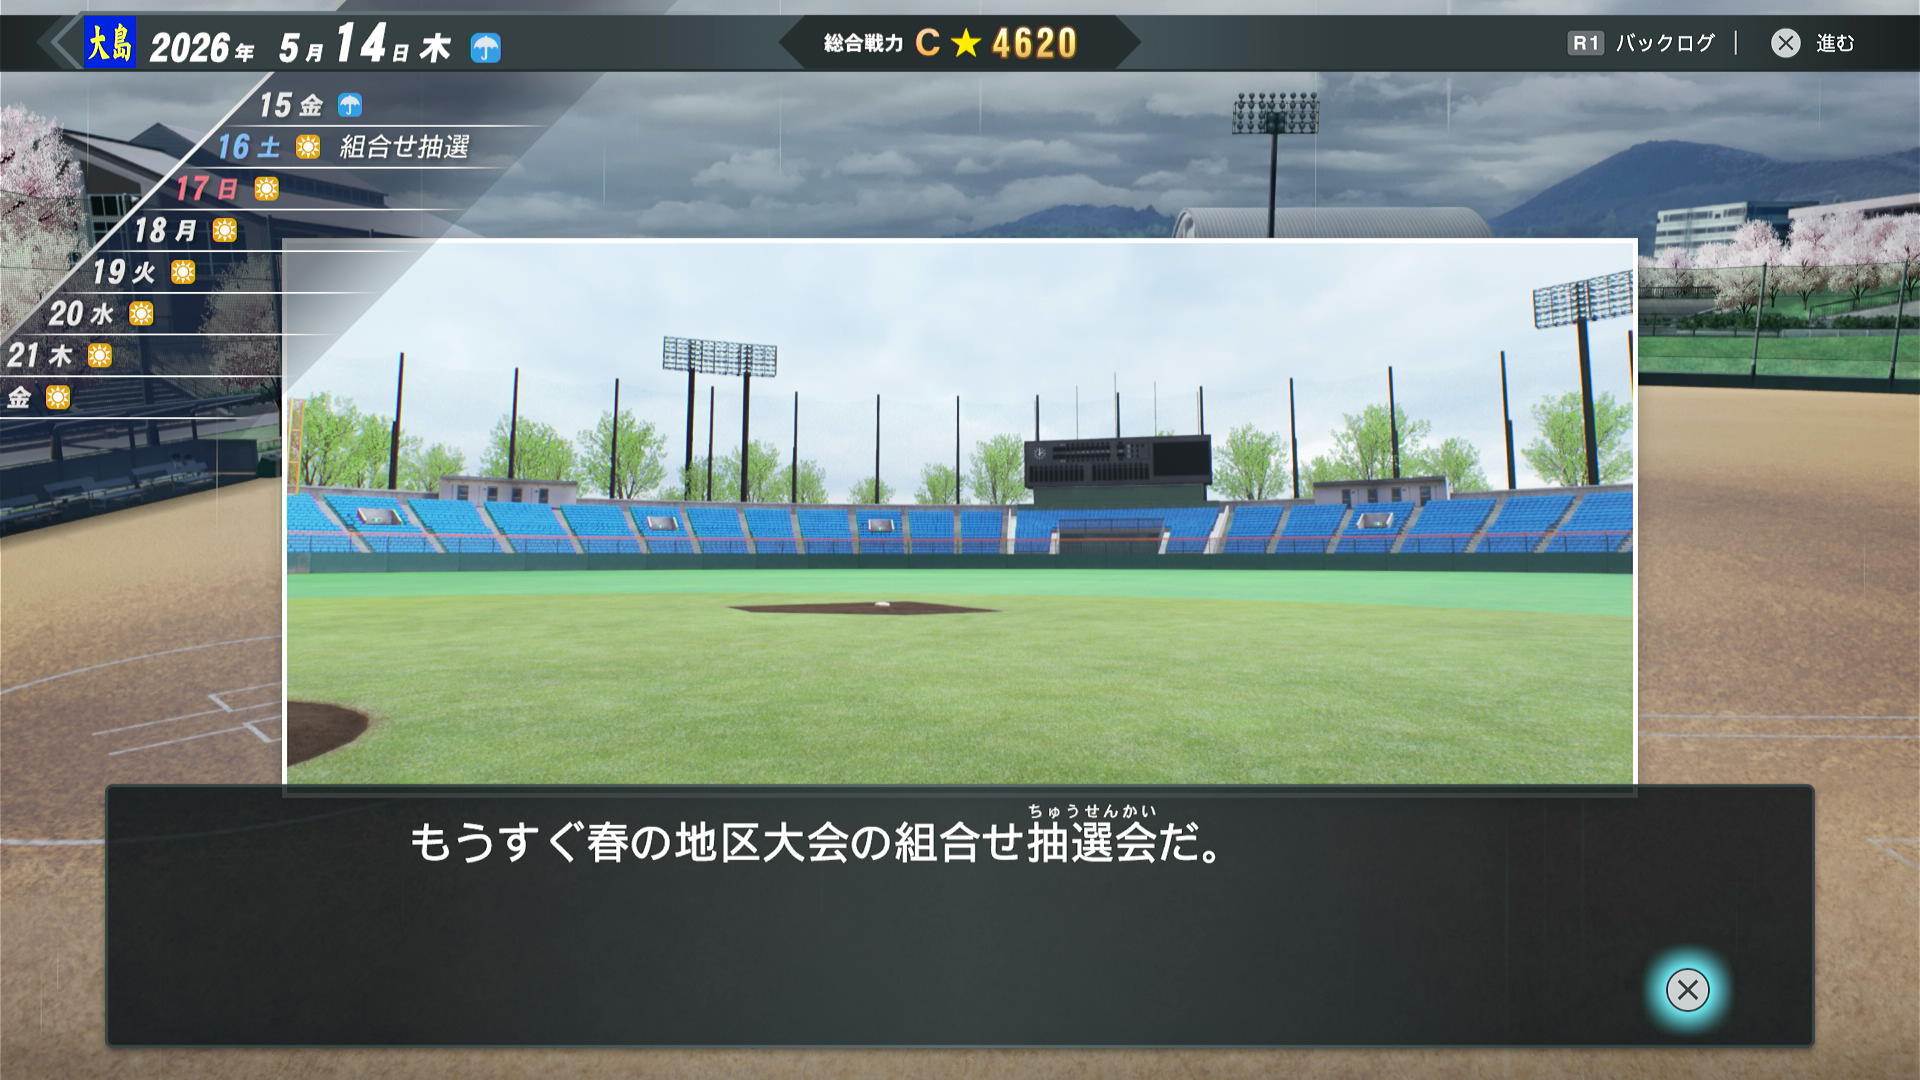 大島 2026年 5月14日 木
総合戦力 C ★ 4620
R1 バックログ | 進む
15 金
16 土 組合せ抽選
17 日
18 月
19 火
20 水
21 木
金
ちゅうせんかい
もうすぐ春の地区大会の組合せ抽選会だ。